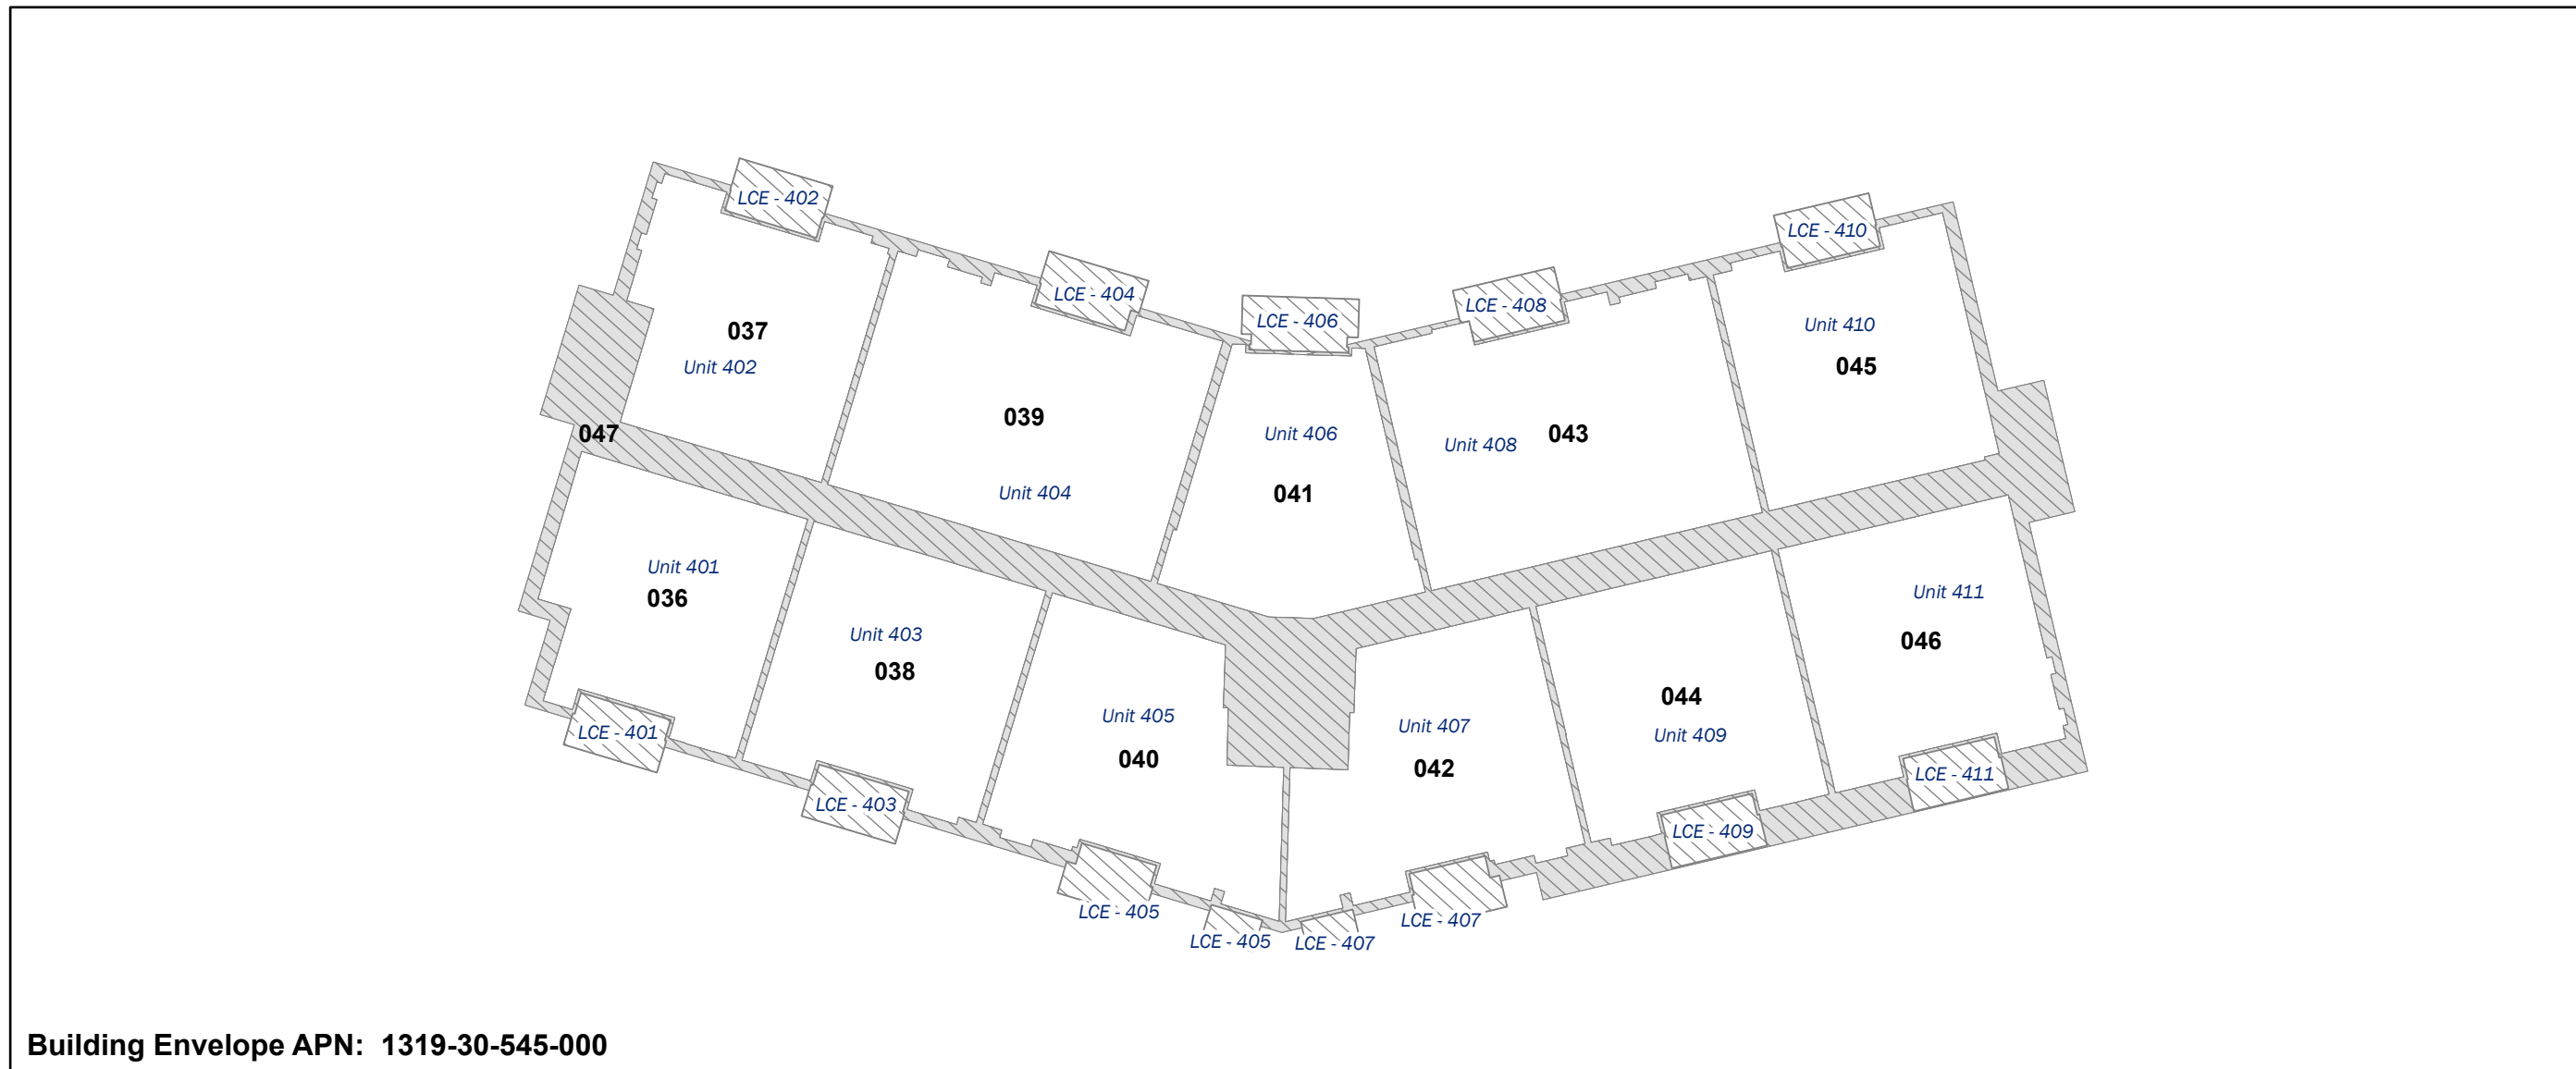 LCE - 402
LCE - 410
LCE - 404
LCE - 408
LCE - 406
037
Unit 402
Unit 410
045
039
Unit 404
Unit 406
041
Unit 408 043
047
Unit 401
036
Unit 403
038
Unit 405
040
Unit 407
042
044
Unit 409
Unit 411
046
LCE - 401
LCE - 403
LCE - 405
LCE - 405
LCE - 407
LCE - 407
LCE - 409
LCE - 411
Building Envelope APN: 1319-30-545-000